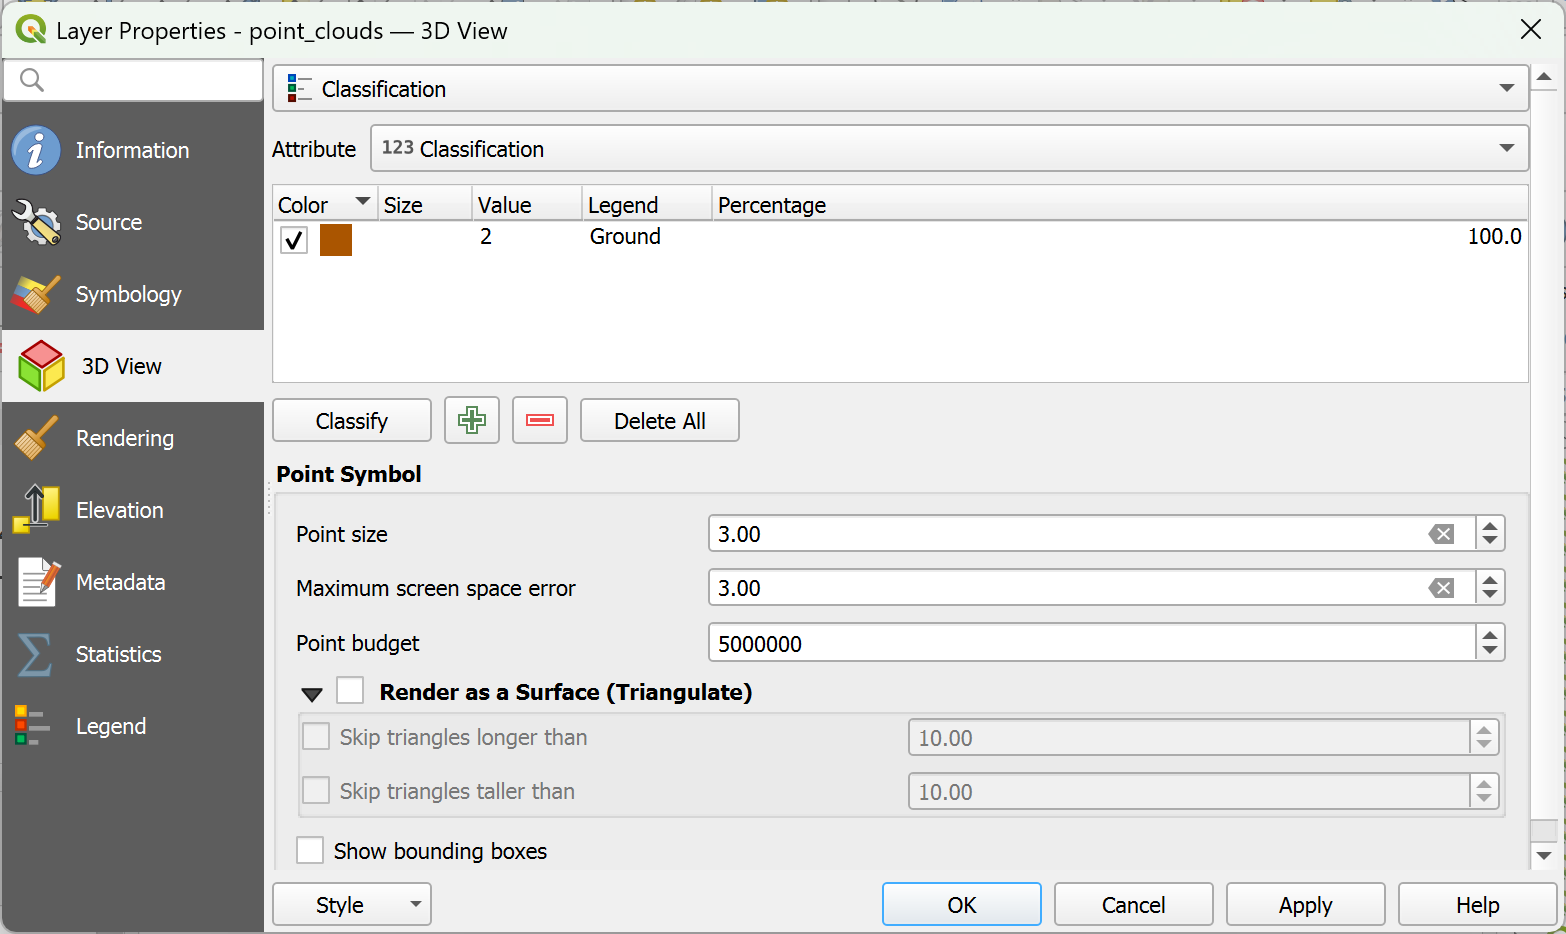 Layer Properties - point_clouds — 3D View
Information
Source
Symbology
3D View
Rendering
Elevation
Metadata
Statistics
Legend
Classification
Attribute 123 Classification
Color Size Value Legend Percentage
2 Ground 100.0
Classify Delete All
Point Symbol
Point size 3.00
Maximum screen space error 3.00
Point budget 5000000
Render as a Surface (Triangulate)
Skip triangles longer than 10.00
Skip triangles taller than 10.00
Show bounding boxes
Style OK Cancel Apply Help